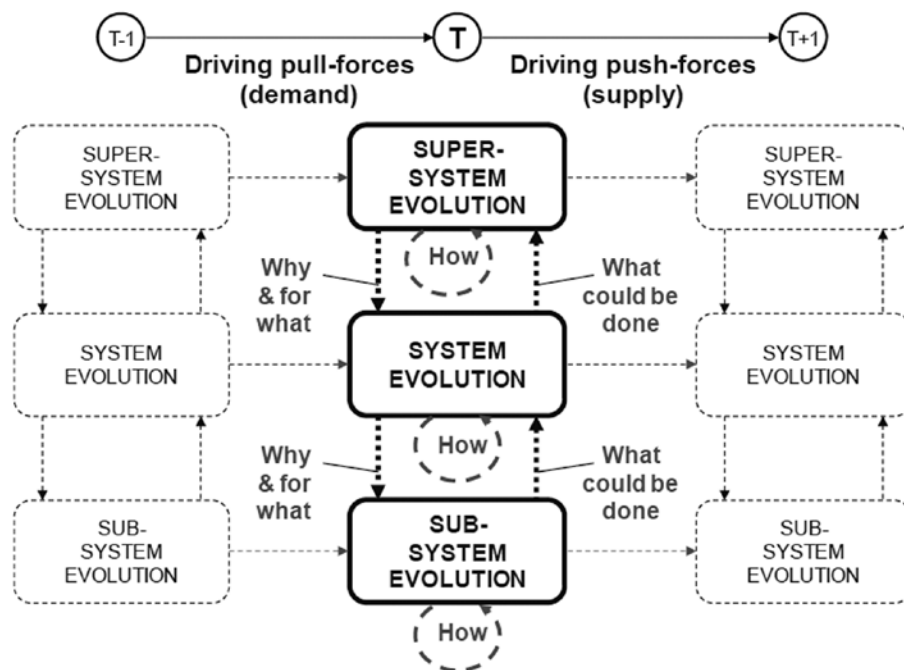 T-1
T
T+1
Driving pull-forces
(demand)
Driving push-forces
(supply)
SUPER-
SYSTEM
EVOLUTION
SUPER-
SYSTEM
EVOLUTION
SUPER-
SYSTEM
EVOLUTION
Why
& for
what
How
What
could be
done
SYSTEM
EVOLUTION
SYSTEM
EVOLUTION
SYSTEM
EVOLUTION
Why
& for
what
How
What
could be
done
SUB-
SYSTEM
EVOLUTION
SUB-
SYSTEM
EVOLUTION
SUB-
SYSTEM
EVOLUTION
How